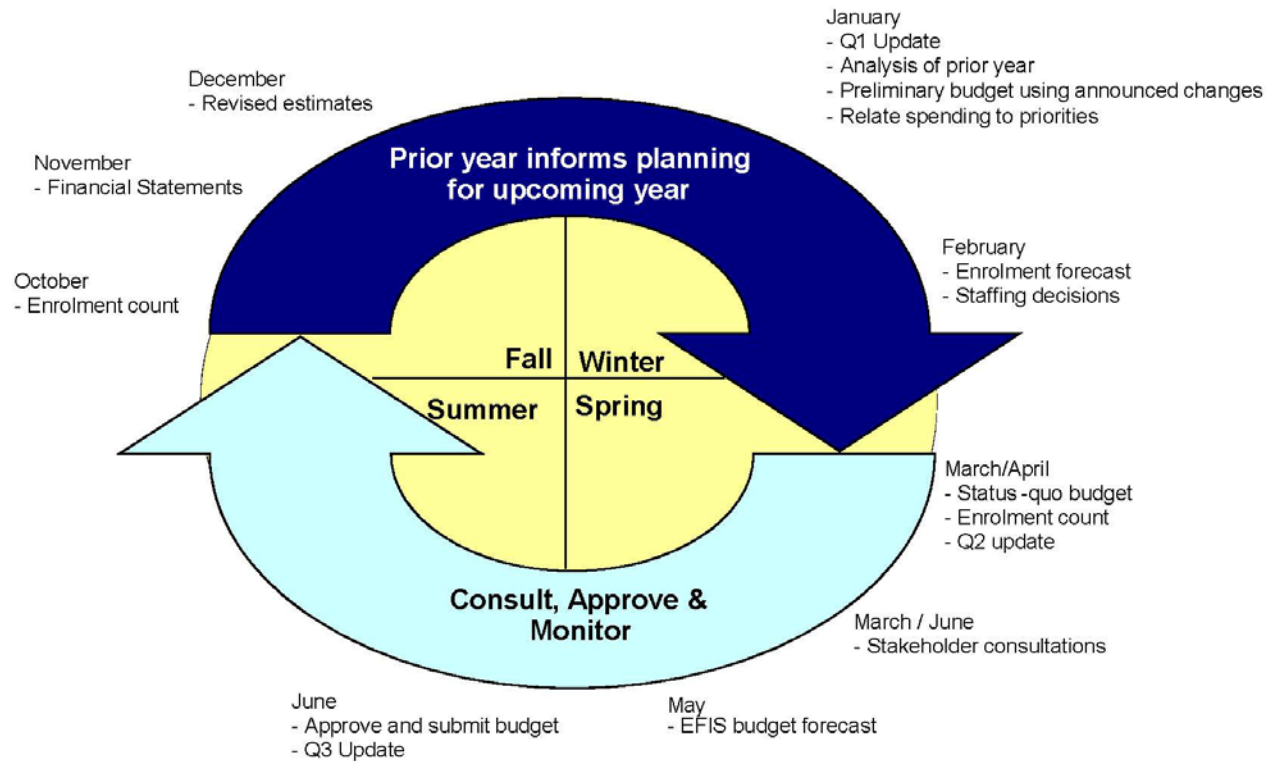 January
- Q1 Update
- Analysis of prior year
- Preliminary budget using announced changes
- Relate spending to priorities
December
- Revised estimates
Prior year informs planning
for upcoming year
November
- Financial Statements
February
- Enrolment forecast
- Staffing decisions
October
- Enrolment count
Fall
Winter
Summer
Spring
March/April
- Status -quo budget
- Enrolment count
- Q2 update
Consult, Approve &
Monitor
March / June
- Stakeholder consultations
June
- Approve and submit budget
- Q3 Update
May
- EFIS budget forecast